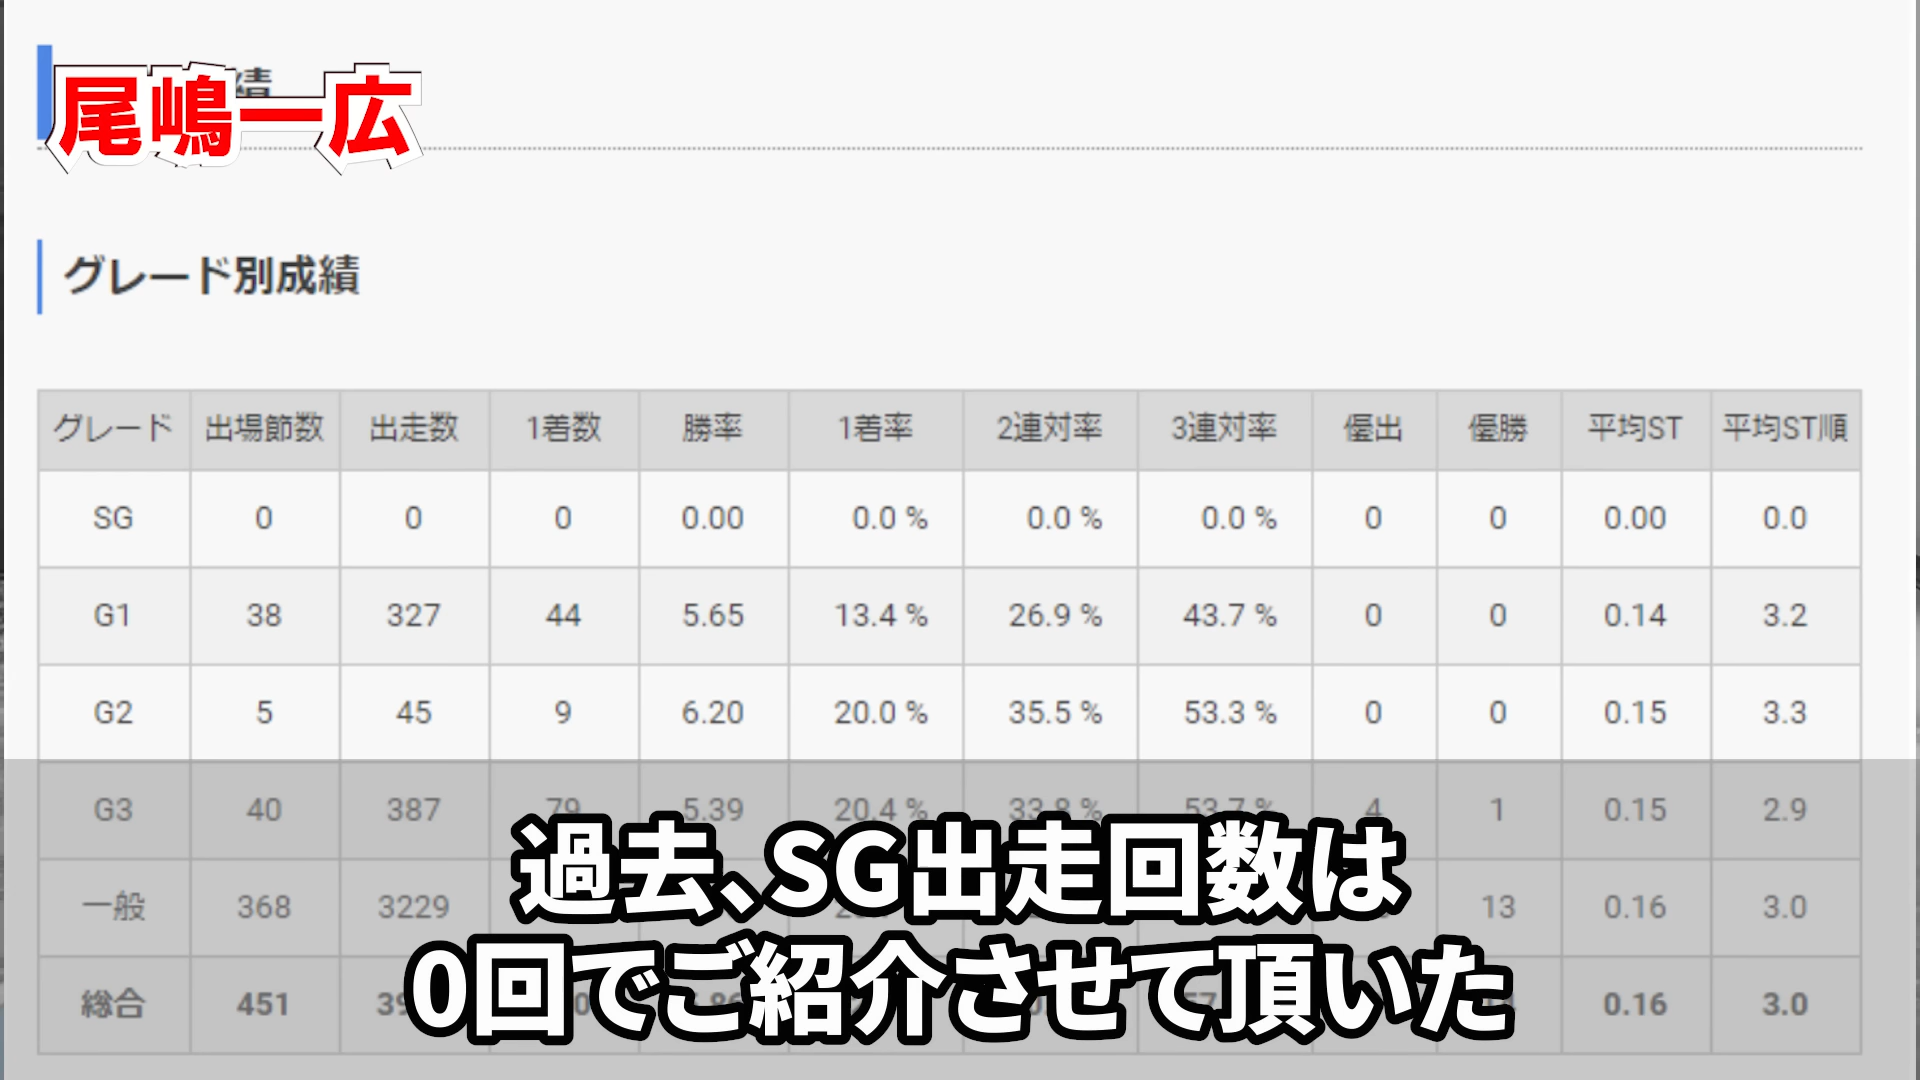 尾嶋一広
績
グレード別成績
グレード 出場節数 出走数 1着数 勝率 1着率 2連対率 3連対率 優出 優勝 平均ST 平均ST順
SG 0 0 0 0.00 0.0 % 0.0 % 0.0 % 0 0 0.00 0.0
G1 38 327 44 5.65 13.4 % 26.9 % 43.7 % 0 0 0.14 3.2
G2 5 45 9 6.20 20.0 % 35.5 % 53.3 % 0 0 0.15 3.3
G3 40 387 79 5.39 20.4 % 33.8 % 53.7 % 4 1 0.15 2.9
一般 368 3229 13 0.16 3.0
総合 451 0.16 3.0
過去、SG出走回数は
0回でご紹介させて頂いた